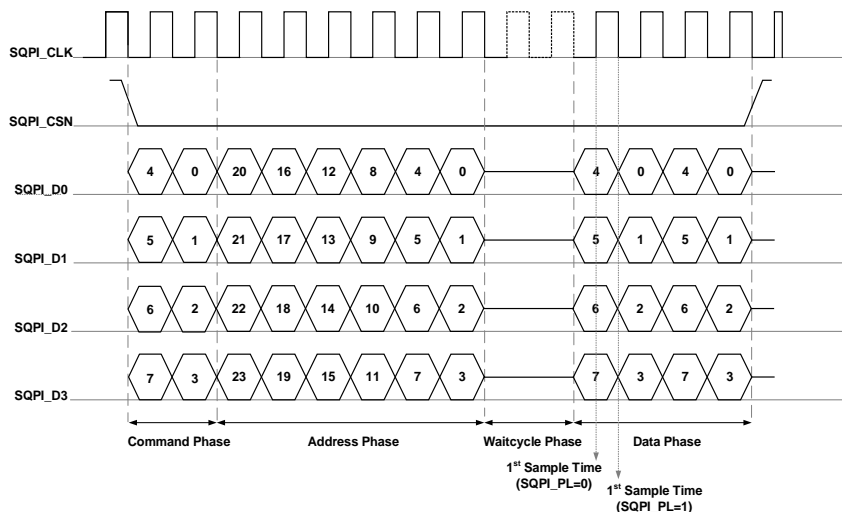 SQPI_CLK
SQPI_CSN
SQPI_D0 4 0 20 16 12 8 4 0 4 0 4 0
SQPI_D1 5 1 21 17 13 9 5 1 5 1 5 1
SQPI_D2 6 2 22 18 14 10 6 2 6 2 6 2
SQPI_D3 7 3 23 19 15 11 7 3 7 3 7 3
Command Phase Address Phase Waitcycle Phase Data Phase
1st Sample Time
(SQPI_PL=0)
1st Sample Time
(SQPI_PL=1)